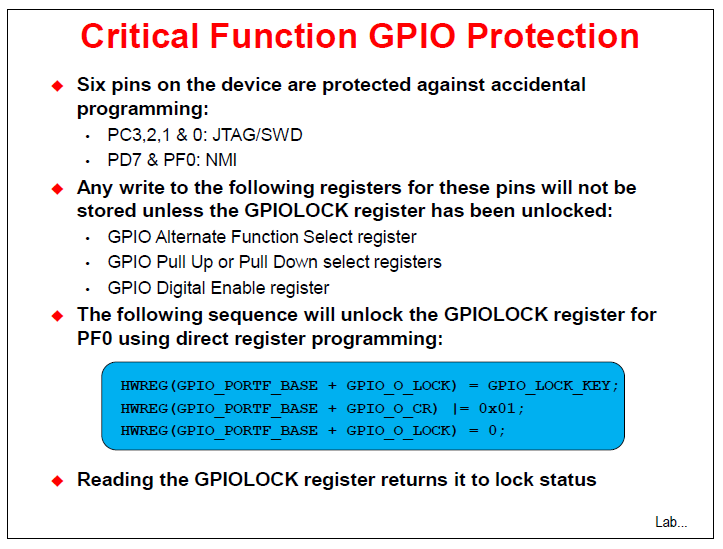 Critical Function GPIO Protection
Six pins on the device are protected against accidental
programming:
PC3,2,1 & 0: JTAG/SWD
PD7 & PF0: NMI
Any write to the following registers for these pins will not be
stored unless the GPIOLOCK register has been unlocked:
GPIO Alternate Function Select register
GPIO Pull Up or Pull Down select registers
GPIO Digital Enable register
The following sequence will unlock the GPIOLOCK register for
PF0 using direct register programming:
HWREG(GPIO_PORTF_BASE + GPIO_O_LOCK) = GPIO_LOCK_KEY;
HWREG(GPIO_PORTF_BASE + GPIO_O_CR) |= 0x01;
HWREG(GPIO_PORTF_BASE + GPIO_O_LOCK) = 0;
Reading the GPIOLOCK register returns it to lock status
Lab...